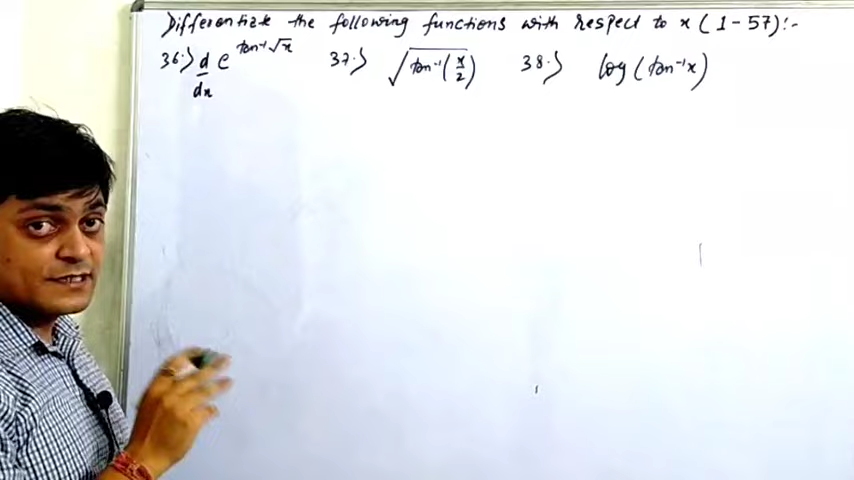 Differentiate the following functions with respect to x (1-57):-
36.> d/dx e^tan⁻¹√x 37.> √tan⁻¹(x/2) 38.> log(tan⁻¹x)